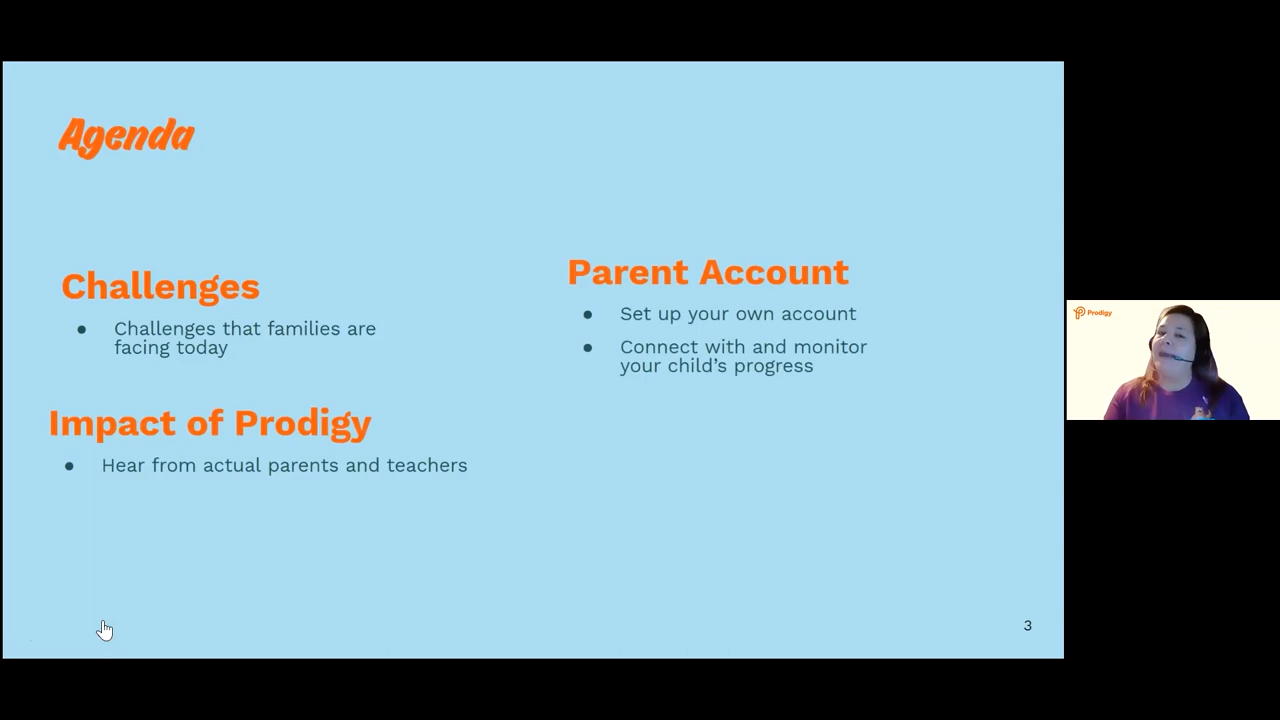 Agenda
Challenges
● Challenges that families are
facing today
Impact of Prodigy
● Hear from actual parents and teachers
Parent Account
● Set up your own account
● Connect with and monitor
your child’s progress
3
Prodigy